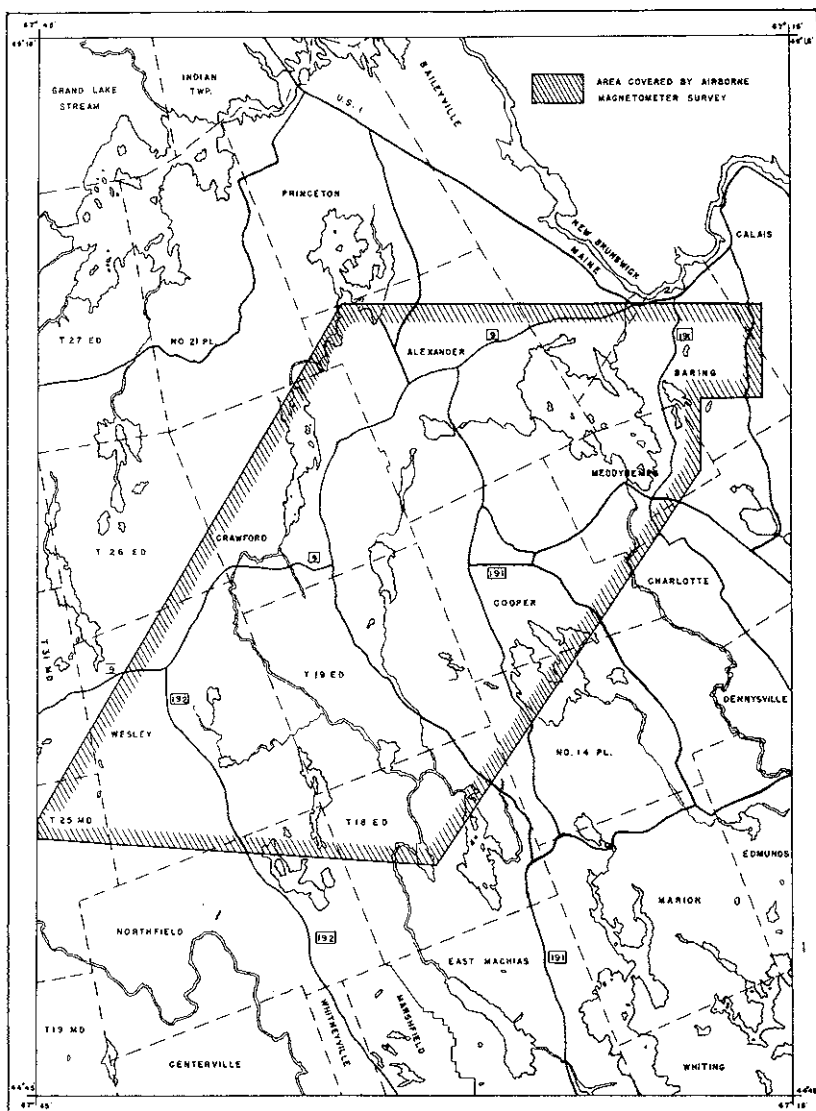 67° 45'
67° 15'
45° 15'
45° 15'
GRAND LAKE
STREAM
INDIAN
TWP.
U.S. 1
BAILEYVILLE
AREA COVERED BY AIRBORNE
MAGNETOMETER SURVEY
PRINCETON
NEW BRUNSWICK
MAINE
CALAIS
T 27 ED
NO. 21 PL.
ALEXANDER
9
191
BARING
MEDDYBEMPS
T 26 ED
CRAWFORD
9
191
COOPER
CHARLOTTE
T 31 MD
9
192
T 19 ED
DENNYSVILLE
WESLEY
NO. 14 PL.
T 25 MD
T 18 ED
EDMUNDS
MARION
NORTHFIELD
192
EAST MACHIAS
191
T 19 MD
CENTERVILLE
WHITNEYVILLE
MARSHFIELD
WHITING
44° 45'
44° 45'
67° 45'
67° 15'